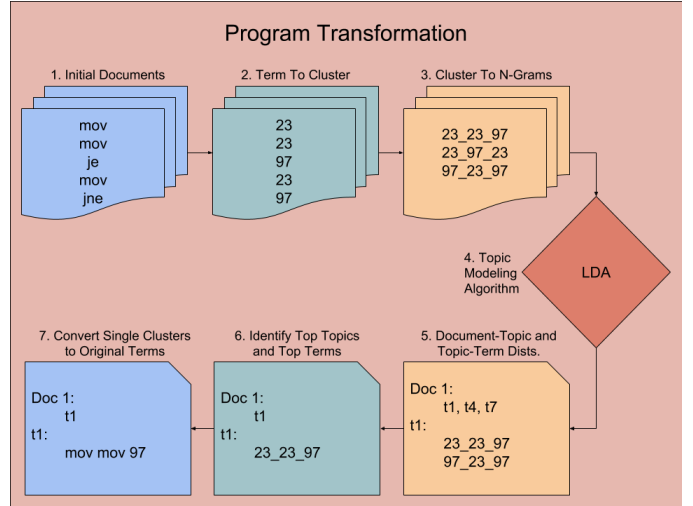 Program Transformation
1. Initial Documents
mov
mov
je
mov
jne
2. Term To Cluster
23
23
97
23
97
3. Cluster To N-Grams
23_23_97
23_97_23
97_23_97
4. Topic
Modeling
Algorithm
LDA
5. Document-Topic and
Topic-Term Dists.
Doc 1:
t1, t4, t7
t1:
23_23_97
97_23_97
6. Identify Top Topics
and Top Terms
Doc 1:
t1
t1:
23_23_97
7. Convert Single Clusters
to Original Terms
Doc 1:
t1
t1:
mov mov 97